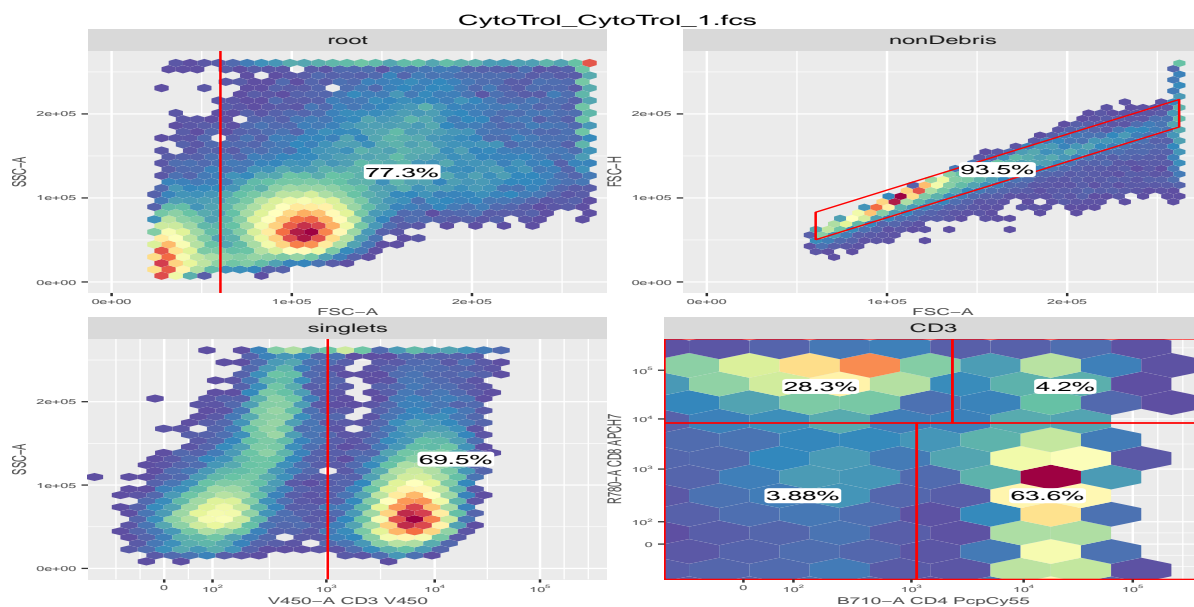 CytoTrol_CytoTrol_1.fcs
root
nonDebris
SSC−A
2e+05
1e+05
0e+00
77.3%
0e+00
1e+05
2e+05
FSC−A
FSC−H
2e+05
1e+05
0e+00
93.5%
0e+00
1e+05
2e+05
FSC−A
singlets
CD3
SSC−A
2e+05
1e+05
0e+00
69.5%
0
10²
10³
10⁴
10⁵
V450−A CD3 V450
R780−A CD8 APCH7
10⁵
10⁴
10³
10²
0
28.3%
4.2%
3.88%
63.6%
0
10²
10³
10⁴
10⁵
B710−A CD4 PcpCy55